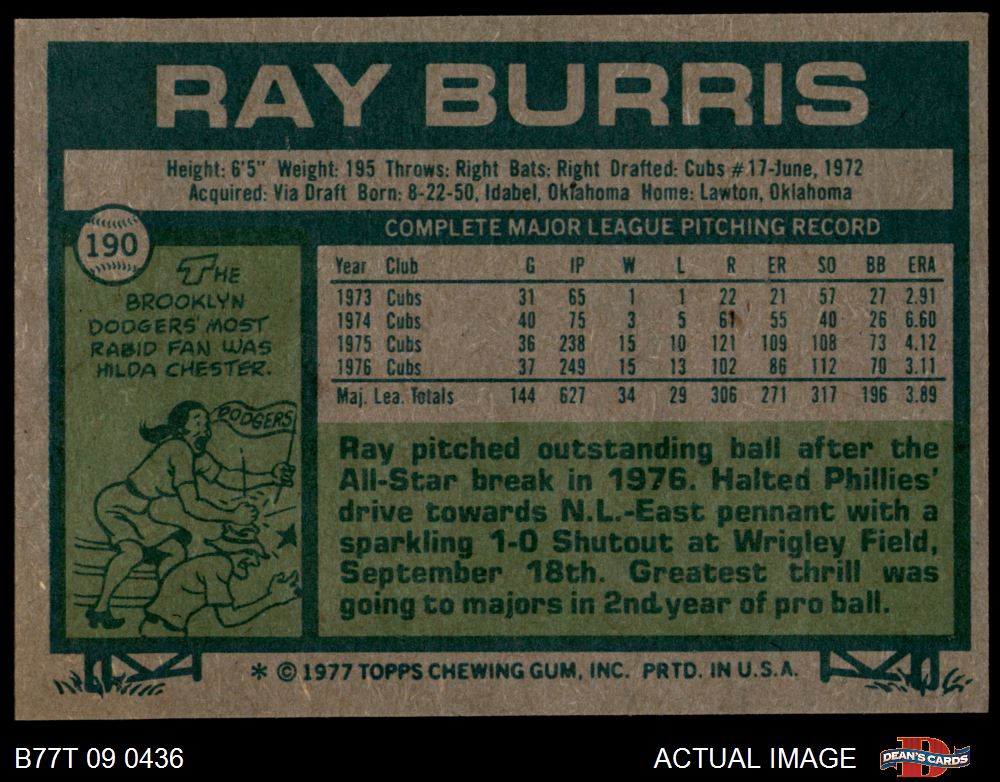 RAY BURRIS
Height: 6'5" Weight: 195 Throws: Right Bats: Right Drafted: Cubs #17-June, 1972
Acquired: Via Draft Born: 8-22-50, Idabel, Oklahoma Home: Lawton, Oklahoma
190
THE
BROOKLYN
DODGERS' MOST
RABID FAN WAS
HILDA CHESTER.
DODGERS
COMPLETE MAJOR LEAGUE PITCHING RECORD
Year Club G IP W L R ER SO BB ERA
1973 Cubs 31 65 1 1 22 21 57 27 2.91
1974 Cubs 40 75 3 5 61 55 40 26 6.60
1975 Cubs 36 238 15 10 121 109 108 73 4.12
1976 Cubs 37 249 15 13 102 86 112 70 3.11
Maj. Lea. Totals 144 627 34 29 306 271 317 196 3.89
Ray pitched outstanding ball after the
All-Star break in 1976. Halted Phillies'
drive towards N.L.-East pennant with a
sparkling 1-0 Shutout at Wrigley Field,
September 18th. Greatest thrill was
going to majors in 2nd year of pro ball.
* © 1977 TOPPS CHEWING GUM, INC. PRTD. IN U.S.A.
B77T 09 0436
ACTUAL IMAGE
DEAN'S CARDS